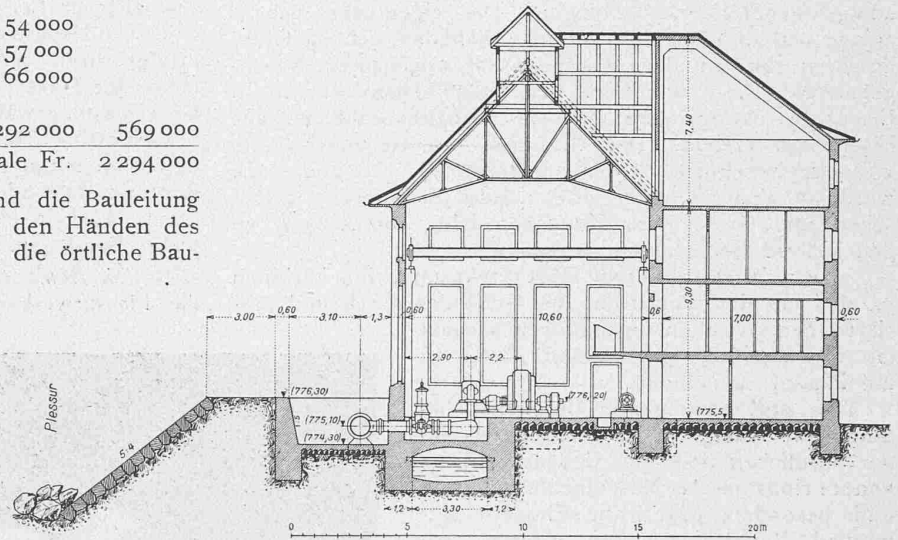 54 000
57 000
66 000
292 000 569 000
ale Fr. 2 294 000
nd die Bauleitung
den Händen des
die örtliche Bau-
7,40
9,30
3,00 0,60 3,10 1,3 0,60 10,60 0,6 7,00 0,60
2,90 2,2
(776,30)
(776,20)
(775,10)
(775,5
(774,30)
Plessur
5:4
1,2 3,30 1,2
0 5 10 15 20m